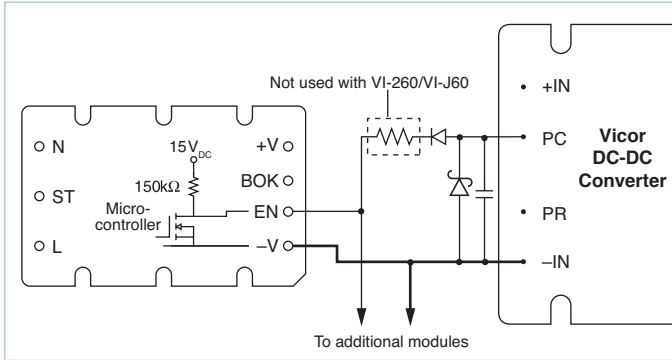 Not used with VI-260/VI-J60
+IN
PC
Vicor
DC-DC
Converter
PR
–IN
N
ST
L
15VDC
150kΩ
Micro-
controller
+V
BOK
EN
–V
To additional modules